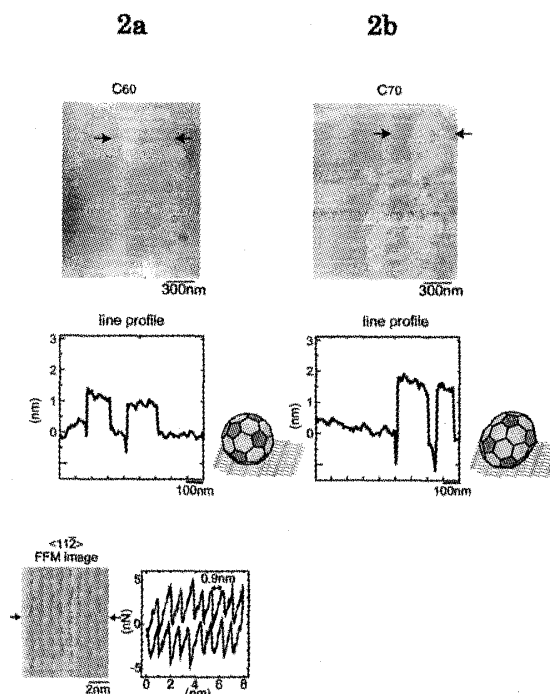 2a
2b
C60
C70
300nm
300nm
line profile
line profile
3
2
1
0
(nm)
100nm
3
2
1
0
(nm)
100nm
<112̅>
FFM image
2nm
5
0
-5
(nN)
0.9nm
0 2 4 6 8
(nm)